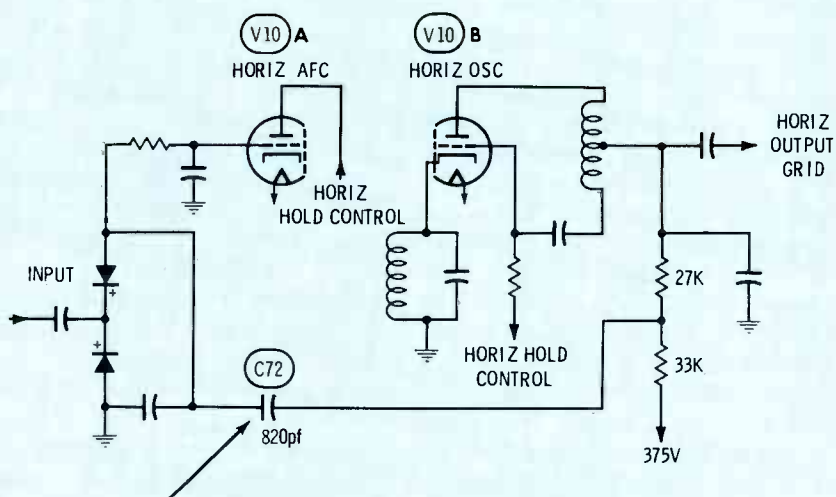 V10 A
HORIZ AFC
V10 B
HORIZ OSC
HORIZ
HOLD CONTROL
HORIZ
OUTPUT
GRID
INPUT
+
+
27K
HORIZ HOLD
CONTROL
33K
C72
820pf
375V